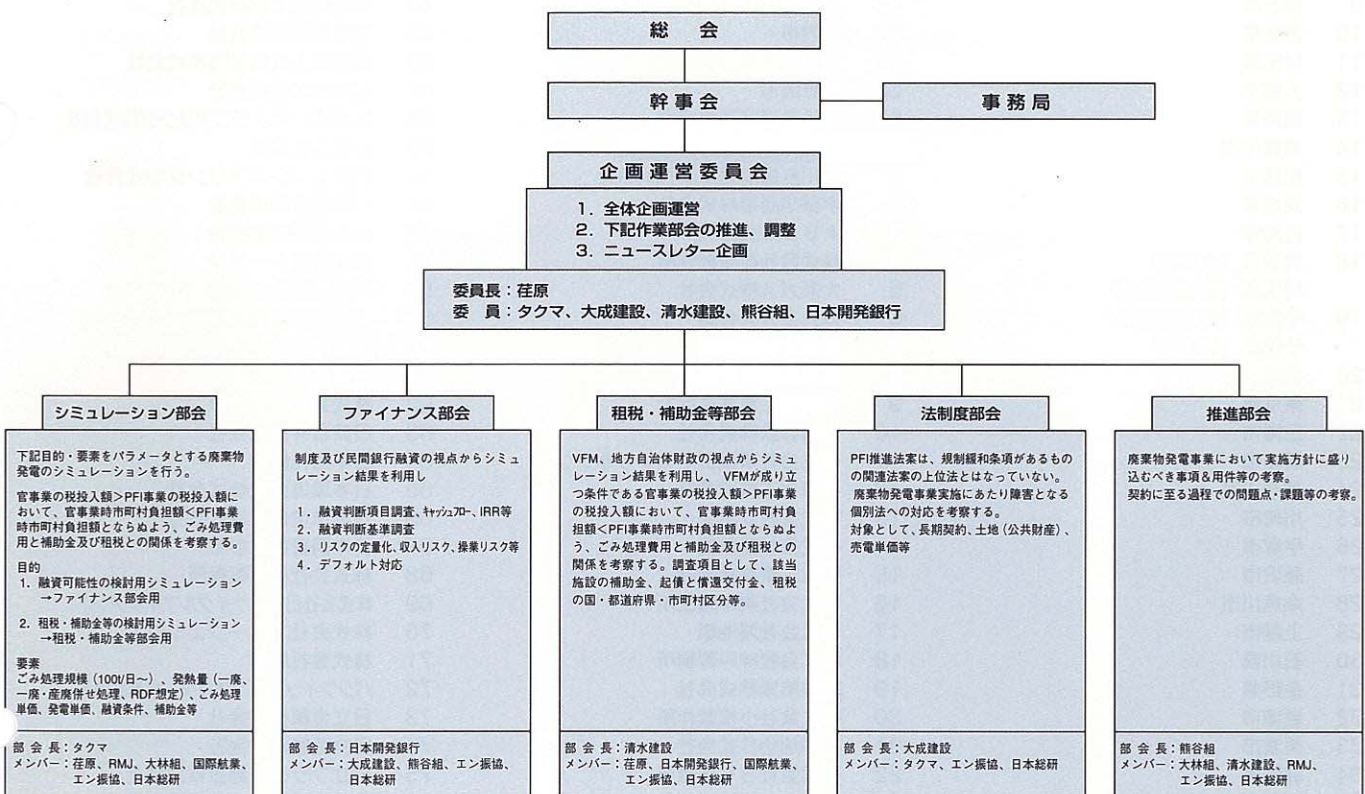 総会
幹事会
事務局
企画運営委員会
1. 全体企画運営
2. 下記作業部会の推進、調整
3. ニュースレター企画
委員長：荏原
委　員：タクマ、大成建設、清水建設、熊谷組、日本開発銀行
シミュレーション部会
下記目的・要素をパラメータとする廃棄物
発電のシミュレーションを行う。
官事業の税投入額＞PFI事業の税投入額に
おいて、官事業時市町村負担額＜PFI事業
時市町村負担額とならぬよう、ごみ処理費
用と補助金及び租税との関係を考察する。
目的
1. 融資可能性の検討用シミュレーション
→ファイナンス部会用
2. 租税・補助金等の検討用シミュレーション
→租税・補助金等部会用
要素
ごみ処理規模（100t/日～）、発熱量（一廃、
一廃・産廃併せ処理、RDF想定）、ごみ処理
単価、発電単価、融資条件、補助金等
部 会 長：タクマ
メンバー：荏原、RMJ、大林組、国際航業、
エン振協、日本総研
ファイナンス部会
制度及び民間銀行融資の視点からシミュ
レーション結果を利用し
1. 融資判断項目調査、ｷｬｯｼｭﾌﾛｰ、IRR等
2. 融資判断基準調査
3. リスクの定量化、収入リスク、操業リスク等
4. デフォルト対応
部 会 長：日本開発銀行
メンバー：大成建設、熊谷組、エン振協、
日本総研
租税・補助金等部会
VFM、地方自治体財政の視点からシミュ
レーション結果を利用し、VFMが成り立
つ条件である官事業の税投入額＞PFI事業
の税投入額において、官事業時市町村負
担額＜PFI事業時市町村負担額とならぬよ
う、ごみ処理費用と補助金及び租税との
関係を考察する。調査項目として、該当
施設の補助金、起債と償還交付金、租税
の国・都道府県・市町村区分等。
部 会 長：清水建設
メンバー：荏原、日本開発銀行、国際航業、
エン振協、日本総研
法制度部会
PFI推進法案は、規制緩和条項があるもの
の関連法案の上位法とはなっていない。
廃棄物発電事業実施にあたり障害となる
個別法への対応を考察する。
対象として、長期契約、土地（公共財産）、
売電単価等
部 会 長：大成建設
メンバー：タクマ、エン振協、日本総研
推進部会
廃棄物発電事業において実施方針に盛り
込むべき事項＆用件等の考察。
契約に至る過程での問題点・課題等の考察。
部 会 長：熊谷組
メンバー：大林組、清水建設、RMJ、
エン振協、日本総研